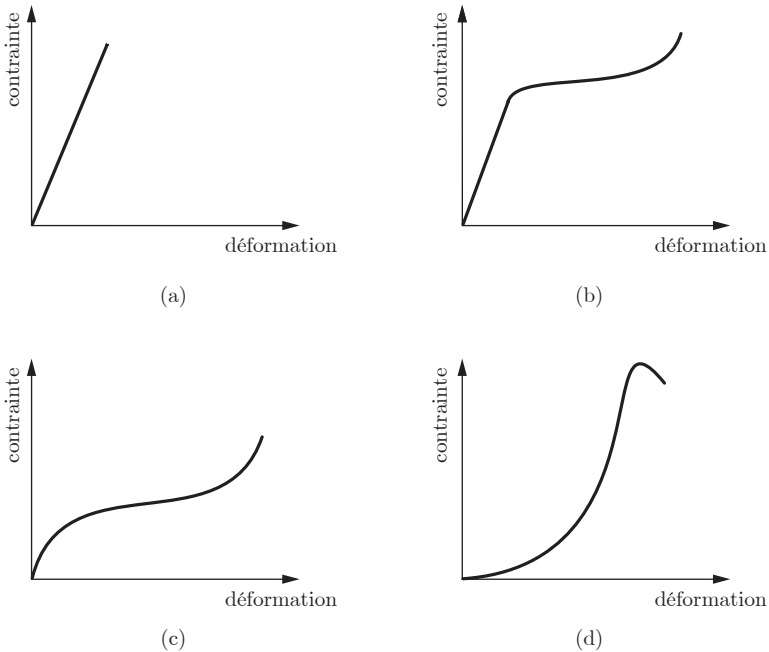 contrainte
déformation
(a)
contrainte
déformation
(b)
contrainte
déformation
(c)
contrainte
déformation
(d)